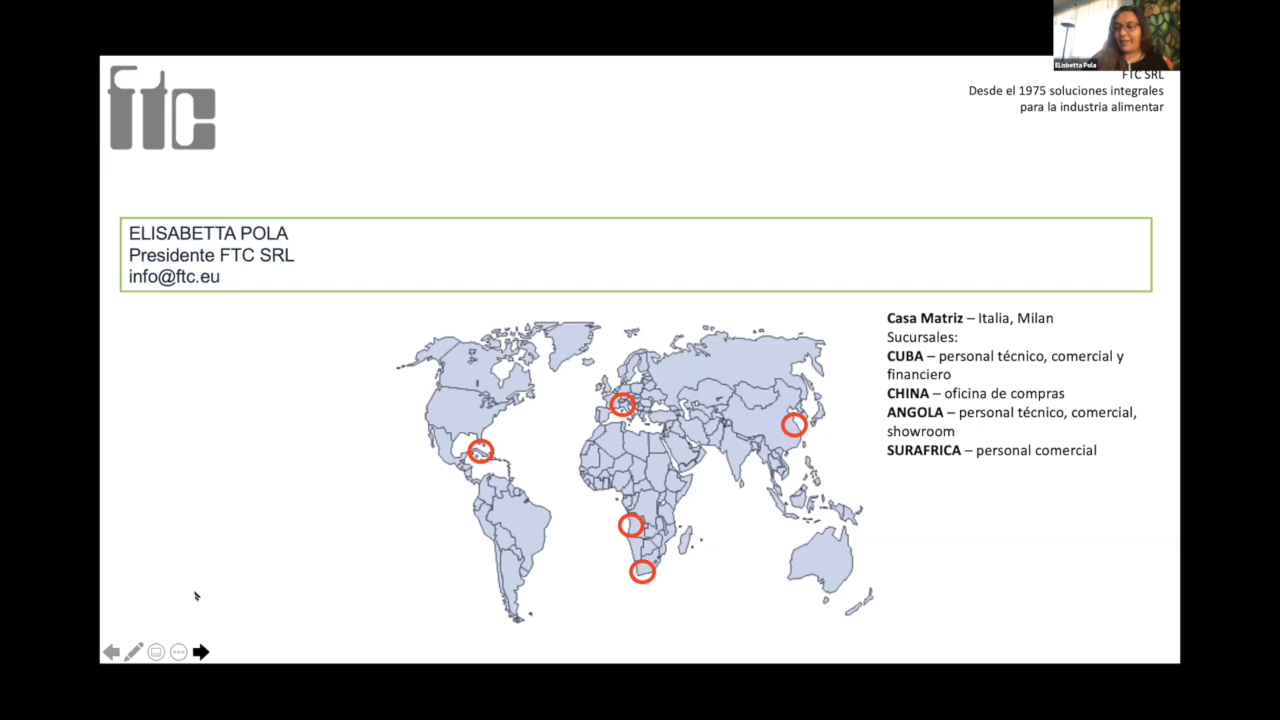 ELisbetta Pola
ftc
FTC SRL
Desde el 1975 soluciones integrales
para la industria alimentar
ELISABETTA POLA
Presidente FTC SRL
info@ftc.eu
Casa Matriz – Italia, Milan
Sucursales:
CUBA – personal técnico, comercial y
financiero
CHINA – oficina de compras
ANGOLA – personal técnico, comercial,
showroom
SURAFRICA – personal comercial